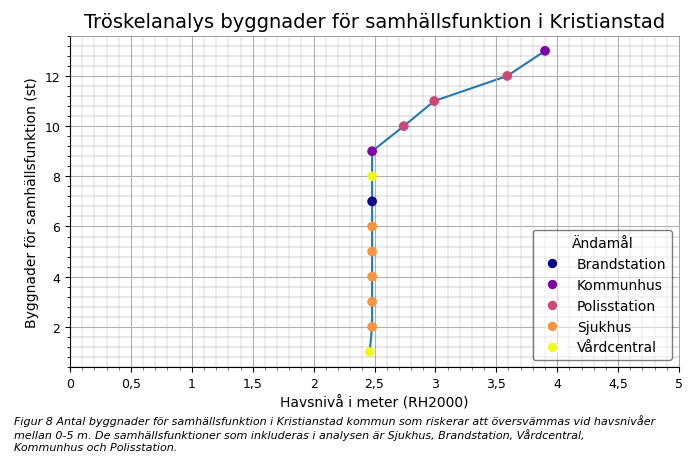 Tröskelanalys byggnader för samhällsfunktion i Kristianstad
Byggnader för samhällsfunktion (st)
12
10
8
6
4
2
0 0,5 1 1,5 2 2,5 3 3,5 4 4,5 5
Havsnivå i meter (RH2000)
Ändamål
Brandstation
Kommunhus
Polisstation
Sjukhus
Vårdcentral
Figur 8 Antal byggnader för samhällsfunktion i Kristianstad kommun som riskerar att översvämmas vid havsnivåer
mellan 0-5 m. De samhällsfunktioner som inkluderas i analysen är Sjukhus, Brandstation, Vårdcentral,
Kommunhus och Polisstation.